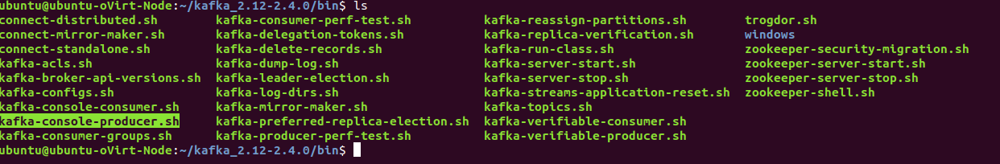 ubuntu@ubuntu-oVirt-Node:~/kafka_2.12-2.4.0/bin$ ls
connect-distributed.sh kafka-consumer-perf-test.sh kafka-reassign-partitions.sh trogdor.sh
connect-mirror-maker.sh kafka-delegation-tokens.sh kafka-replica-verification.sh windows
connect-standalone.sh kafka-delete-records.sh kafka-run-class.sh zookeeper-security-migration.sh
kafka-acls.sh kafka-dump-log.sh kafka-server-start.sh zookeeper-server-start.sh
kafka-broker-api-versions.sh kafka-leader-election.sh kafka-server-stop.sh zookeeper-server-stop.sh
kafka-configs.sh kafka-log-dirs.sh kafka-streams-application-reset.sh zookeeper-shell.sh
kafka-console-consumer.sh kafka-mirror-maker.sh kafka-topics.sh
kafka-console-producer.sh kafka-preferred-replica-election.sh kafka-verifiable-consumer.sh
kafka-consumer-groups.sh kafka-producer-perf-test.sh kafka-verifiable-producer.sh
ubuntu@ubuntu-oVirt-Node:~/kafka_2.12-2.4.0/bin$